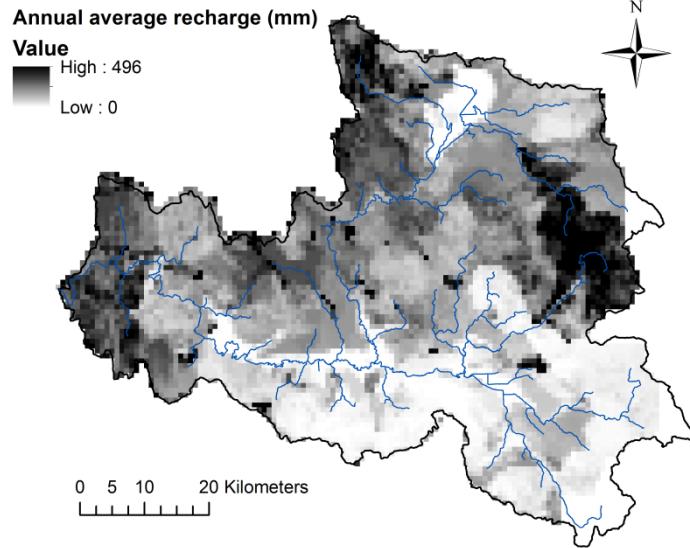 Annual average recharge (mm)
Value
High : 496
Low : 0
N
0 5 10 20 Kilometers